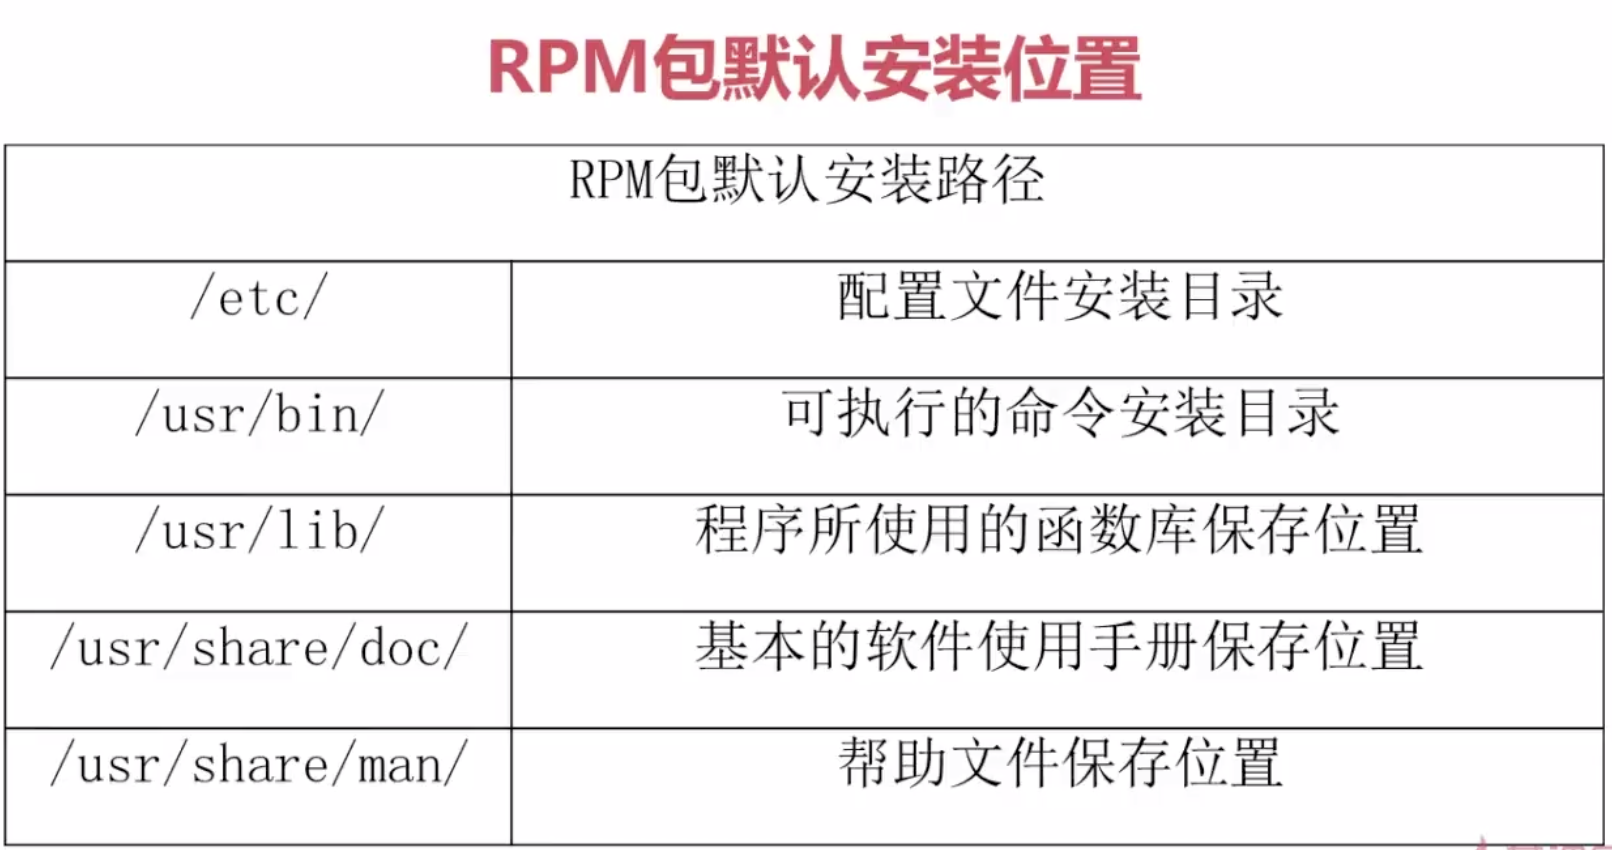 RPM包默认安装位置
RPM包默认安装路径
/etc/ 配置文件安装目录
/usr/bin/ 可执行的命令安装目录
/usr/lib/ 程序所使用的函数库保存位置
/usr/share/doc/ 基本的软件使用手册保存位置
/usr/share/man/ 帮助文件保存位置